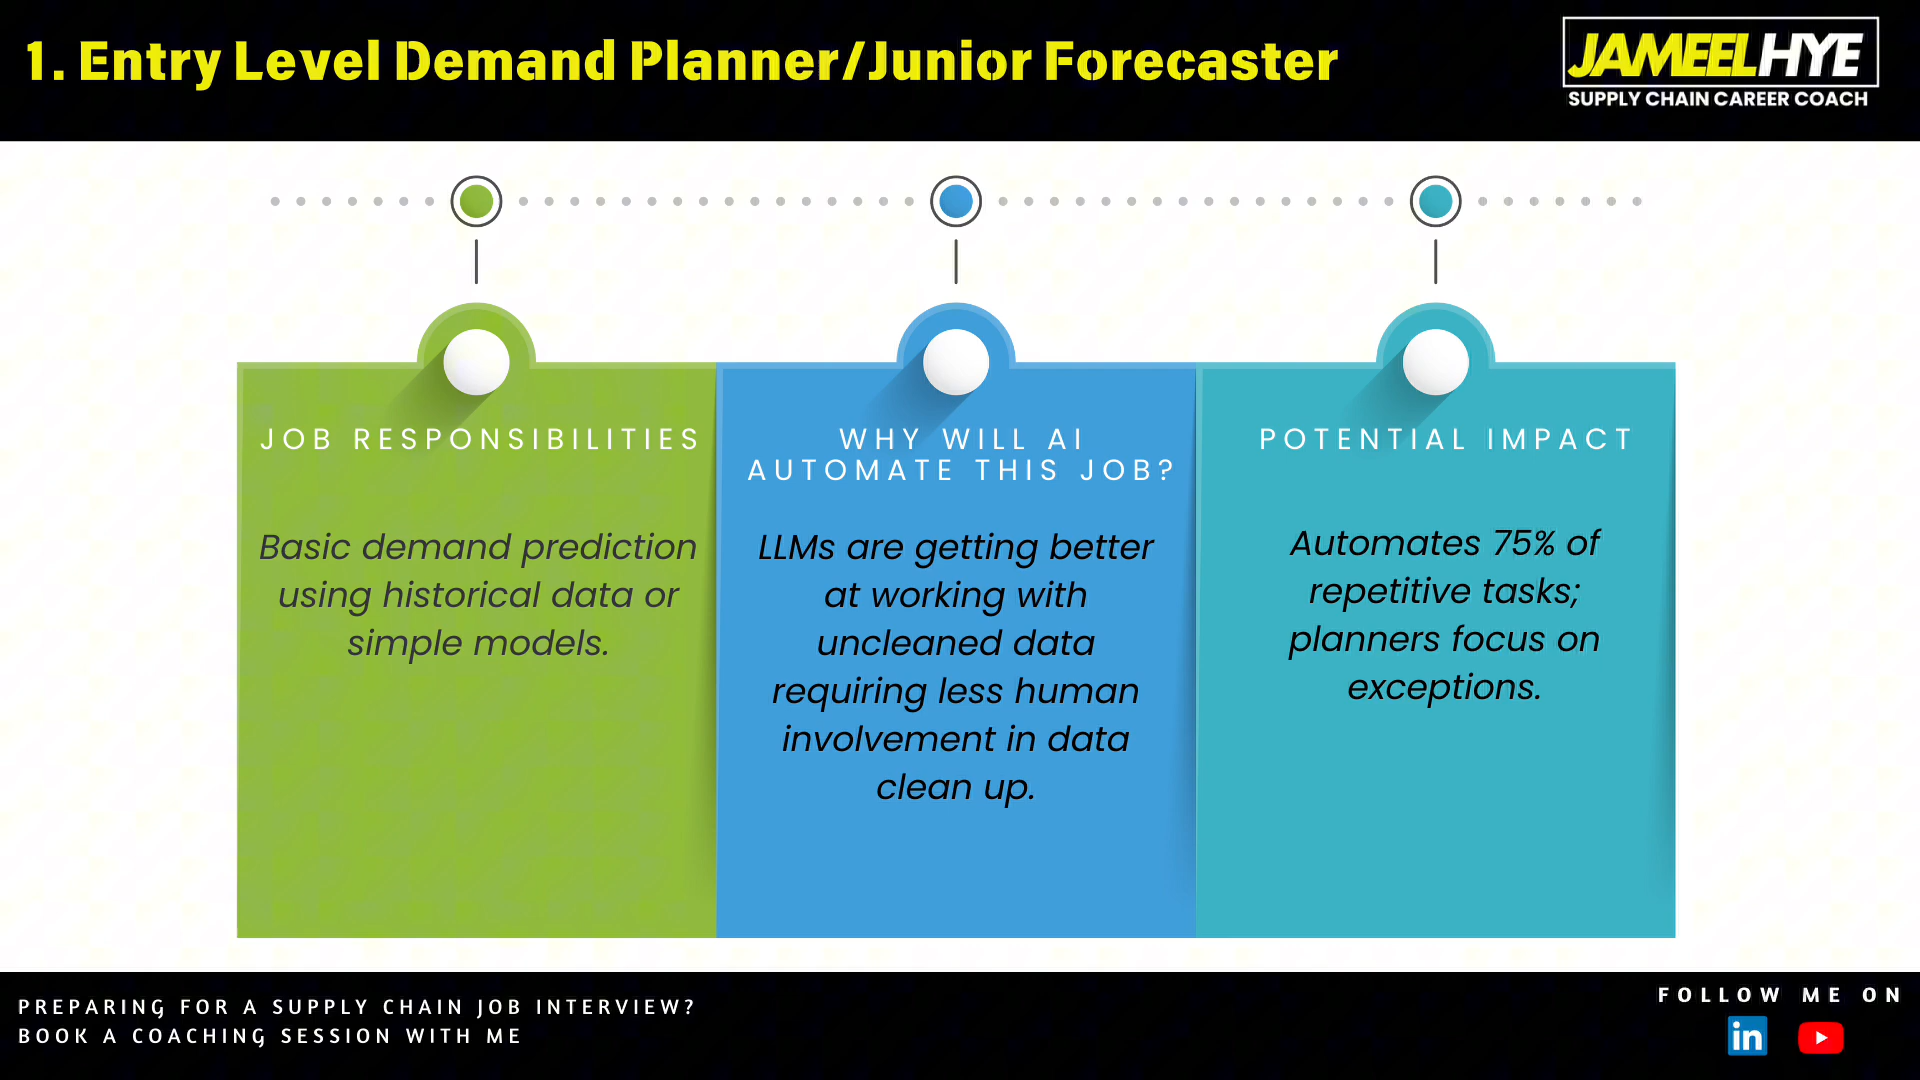 1. Entry Level Demand Planner/Junior Forecaster
JAMEELHYE
SUPPLY CHAIN CAREER COACH
JOB RESPONSIBILITIES
Basic demand prediction
using historical data or
simple models.
WHY WILL AI
AUTOMATE THIS JOB?
LLMs are getting better
at working with
uncleaned data
requiring less human
involvement in data
clean up.
POTENTIAL IMPACT
Automates 75% of
repetitive tasks;
planners focus on
exceptions.
PREPARING FOR A SUPPLY CHAIN JOB INTERVIEW?
BOOK A COACHING SESSION WITH ME
FOLLOW ME ON
in